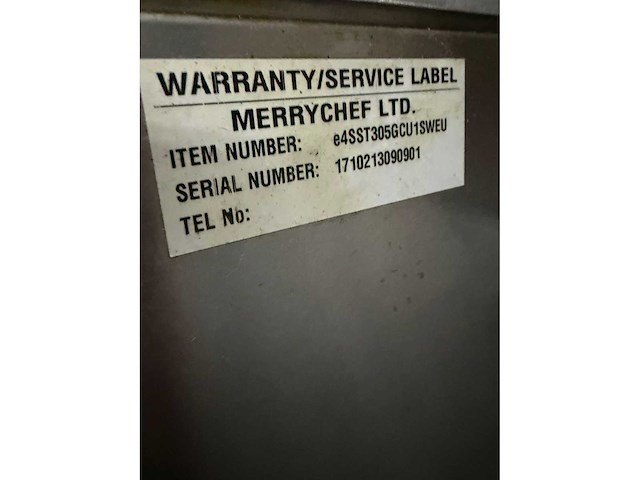 WARRANTY/SERVICE LABEL
MERRYCHEF LTD.
ITEM NUMBER: e4SST305GCU1SWEU
SERIAL NUMBER: 1710213090901
TEL No: